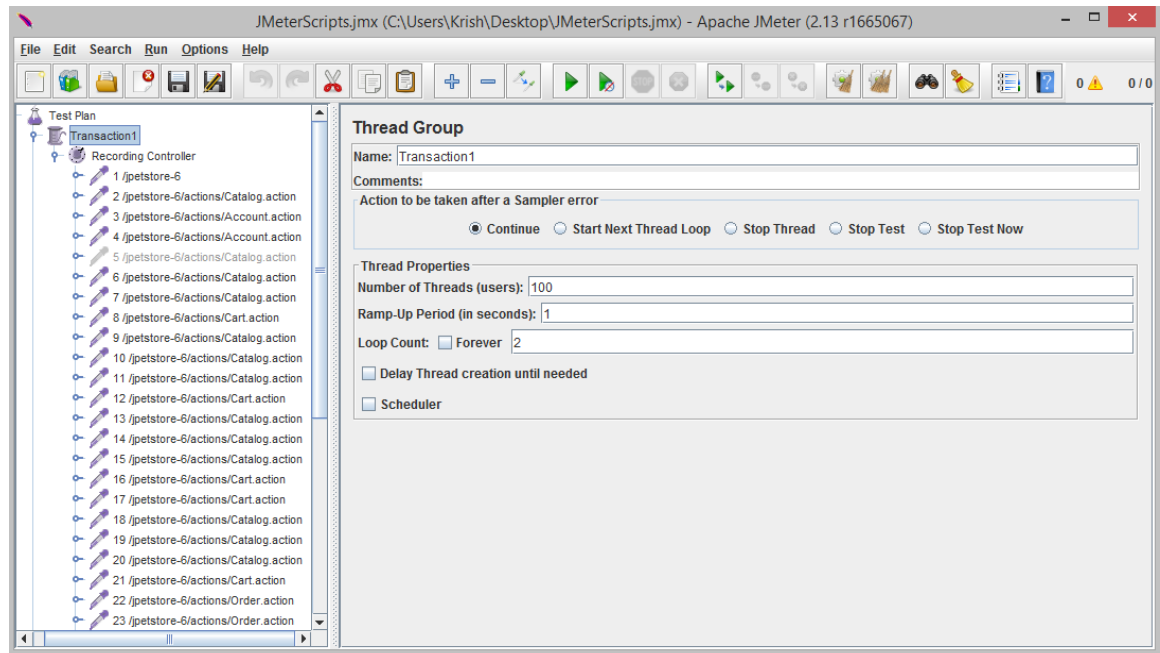 JMeterScripts.jmx (C:\Users\Krish\Desktop\JMeterScripts.jmx) - Apache JMeter (2.13 r1665067)
File Edit Search Run Options Help
0 0 / 0
Test Plan
Transaction1
Recording Controller
1 /jpetstore-6
2 /jpetstore-6/actions/Catalog.action
3 /jpetstore-6/actions/Account.action
4 /jpetstore-6/actions/Account.action
5 /jpetstore-6/actions/Catalog.action
6 /jpetstore-6/actions/Catalog.action
7 /jpetstore-6/actions/Catalog.action
8 /jpetstore-6/actions/Cart.action
9 /jpetstore-6/actions/Catalog.action
10 /jpetstore-6/actions/Catalog.action
11 /jpetstore-6/actions/Catalog.action
12 /jpetstore-6/actions/Cart.action
13 /jpetstore-6/actions/Catalog.action
14 /jpetstore-6/actions/Catalog.action
15 /jpetstore-6/actions/Catalog.action
16 /jpetstore-6/actions/Cart.action
17 /jpetstore-6/actions/Cart.action
18 /jpetstore-6/actions/Catalog.action
19 /jpetstore-6/actions/Catalog.action
20 /jpetstore-6/actions/Catalog.action
21 /jpetstore-6/actions/Cart.action
22 /jpetstore-6/actions/Order.action
23 /jpetstore-6/actions/Order.action
Thread Group
Name: Transaction1
Comments:
Action to be taken after a Sampler error
Continue Start Next Thread Loop Stop Thread Stop Test Stop Test Now
Thread Properties
Number of Threads (users): 100
Ramp-Up Period (in seconds): 1
Loop Count: Forever 2
Delay Thread creation until needed
Scheduler